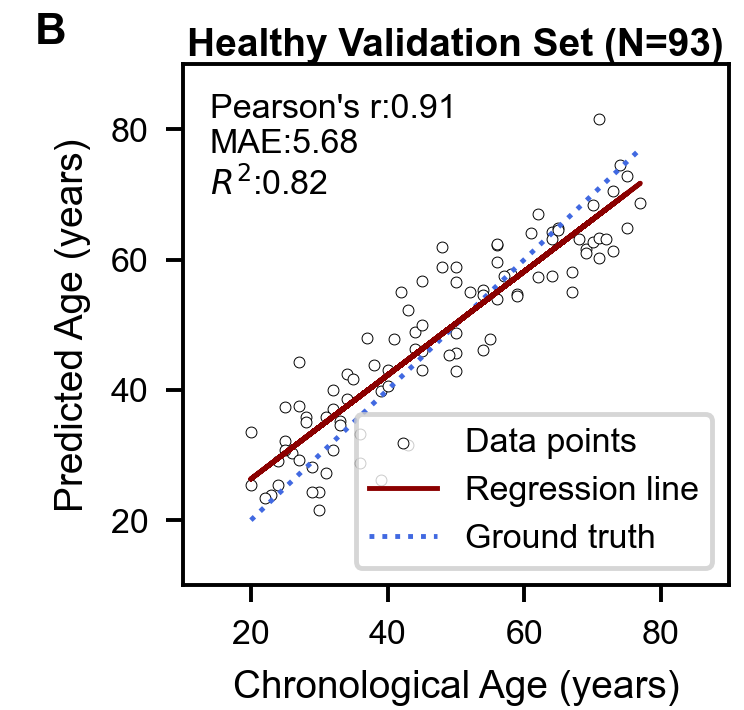 B
Healthy Validation Set (N=93)
Pearson's r:0.91
MAE:5.68
R²:0.82
80
60
40
20
Predicted Age (years)
Data points
Regression line
Ground truth
20 40 60 80
Chronological Age (years)